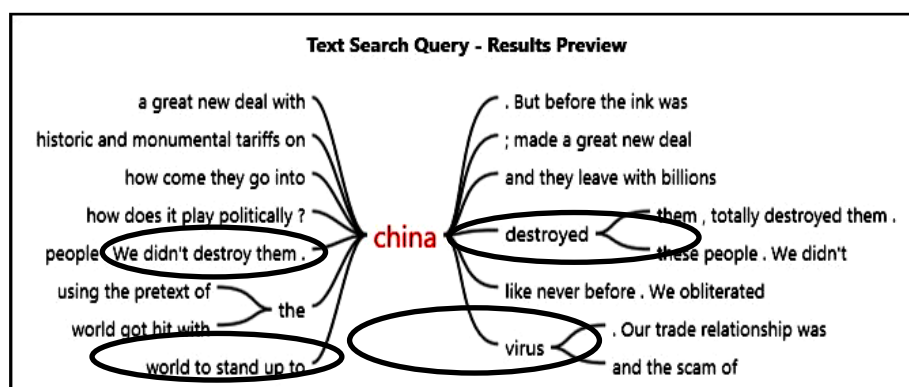 Text Search Query - Results Preview
a great new deal with
historic and monumental tariffs on
how come they go into
how does it play politically ?
people We didn't destroy them .
using the pretext of
the
world got hit with
world to stand up to
china
. But before the ink was
; made a great new deal
and they leave with billions
destroyed
them , totally destroyed them .
these people . We didn't
like never before . We obliterated
virus
. Our trade relationship was
and the scam of